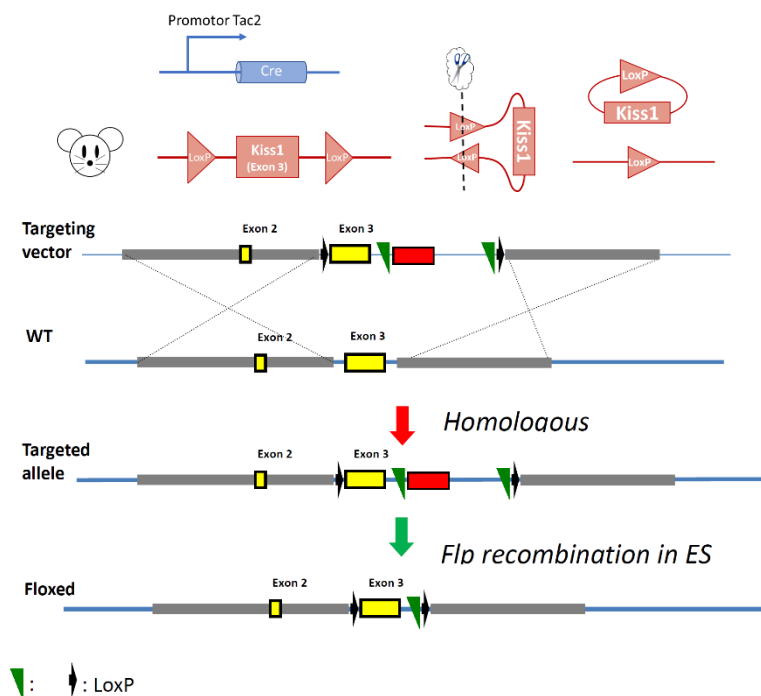 Promotor Tac2
Cre
LoxP
Kiss1
(Exon 3)
LoxP
LoxP
LoxP
Kiss1
LoxP
Kiss1
LoxP
Targeting
vector
Exon 2
Exon 3
WT
Exon 2
Exon 3
Homologous
Targeted
allele
Exon 2
Exon 3
Flp recombination in ES
Floxed
Exon 2
Exon 3
: : LoxP